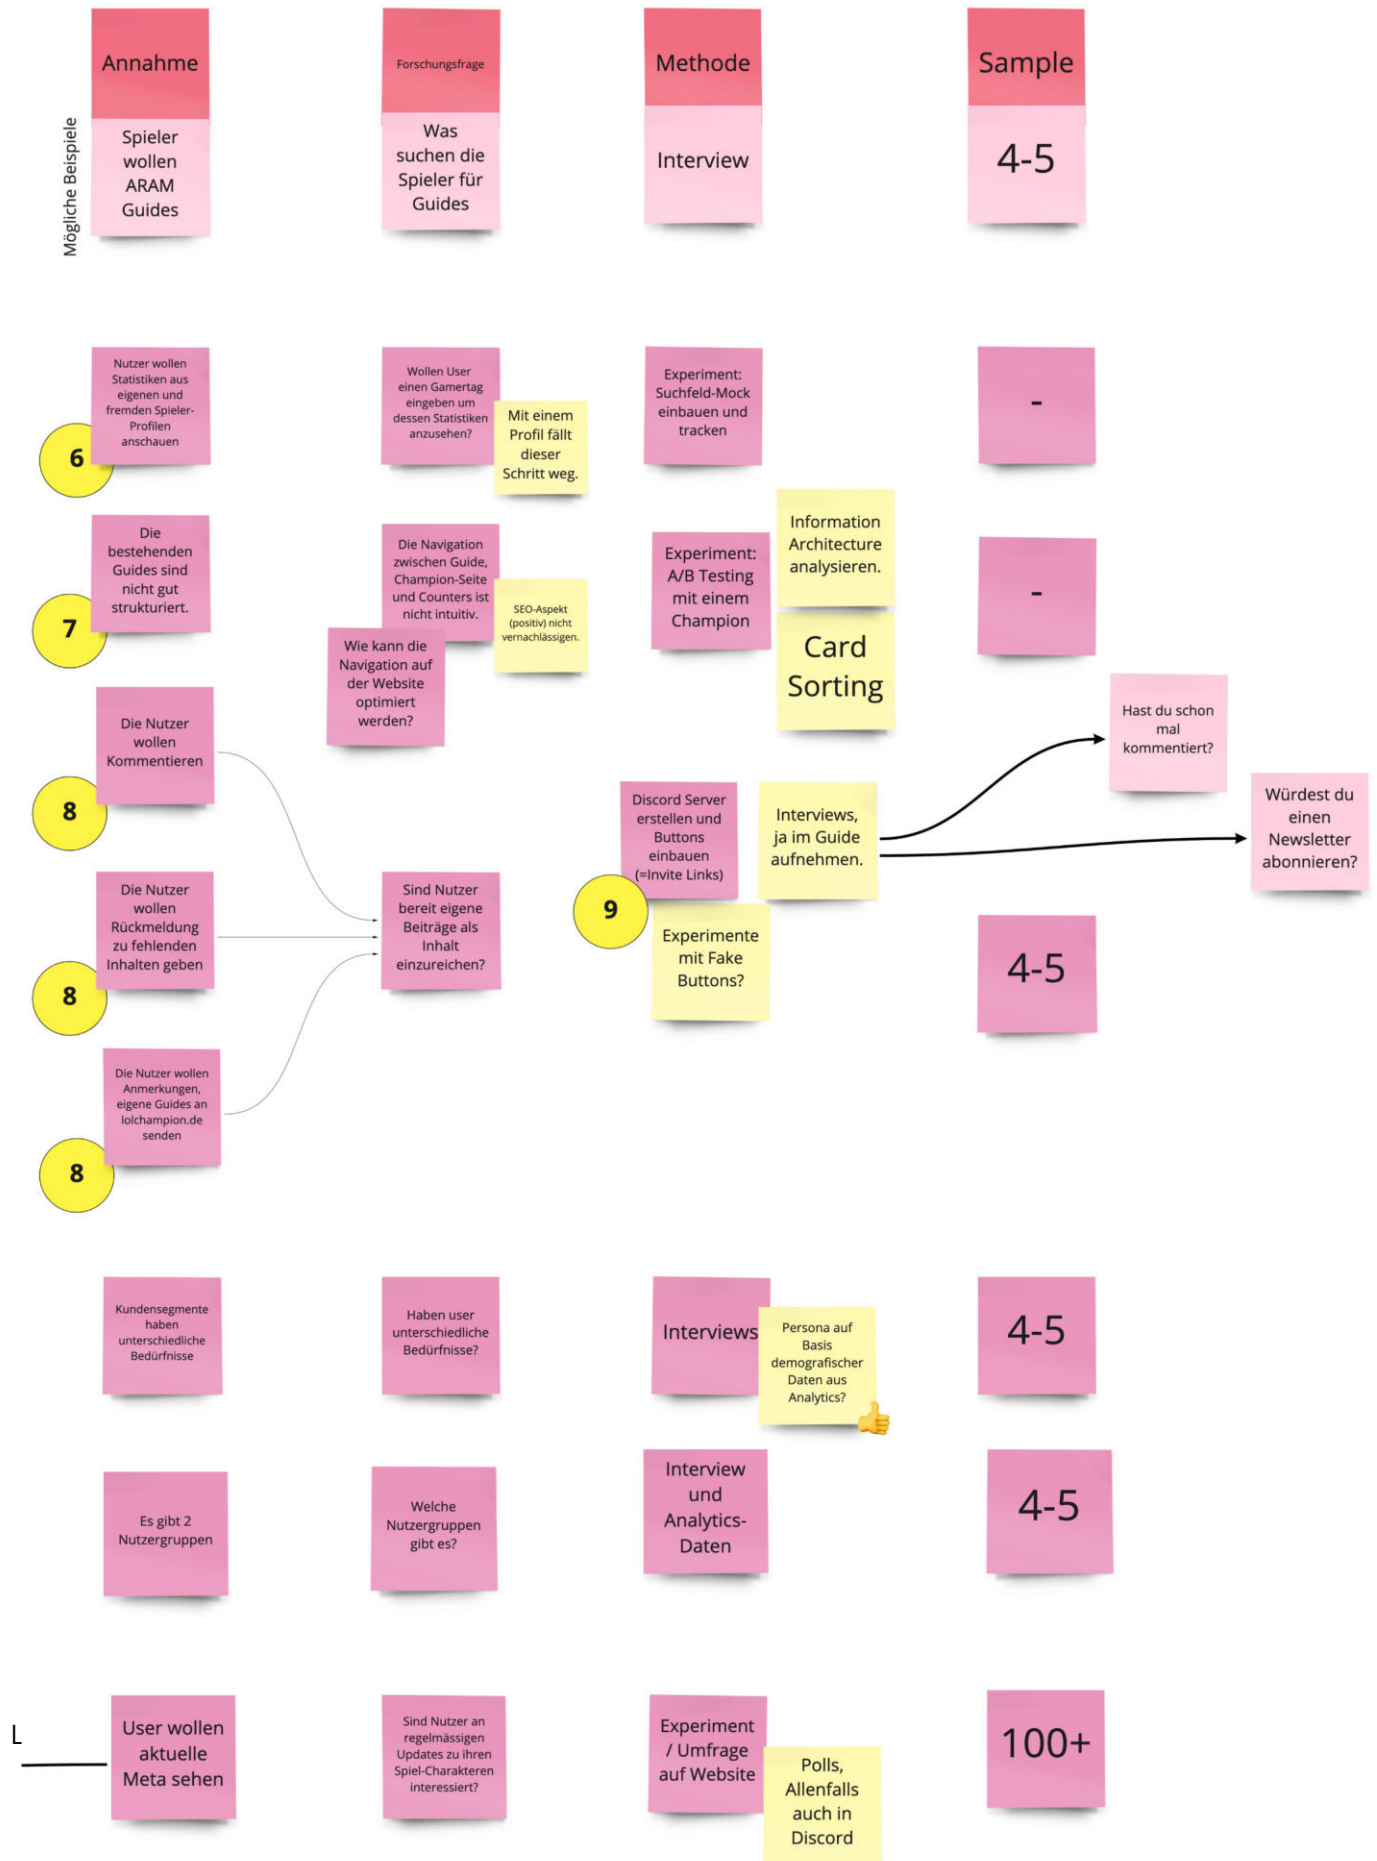 Annahme
Forschungsfrage
Methode
Sample
Mögliche Beispiele
Spieler
wollen
ARAM
Guides
Was
suchen die
Spieler für
Guides
Interview
4-5
6
Nutzer wollen
Statistiken aus
eigenen und
fremden Spieler-
Profilen
anschauen
Wollen User
einen Gamertag
eingeben um
dessen Statistiken
anzusehen?
Mit einem
Profil fällt
dieser
Schritt weg.
Experiment:
Suchfeld-Mock
einbauen und
tracken
-
7
Die
bestehenden
Guides sind
nicht gut
strukturiert.
Die Navigation
zwischen Guide,
Champion-Seite
und Counters ist
nicht intuitiv.
SEO-Aspekt
(positiv) nicht
vernachlässigen.
Wie kann die
Navigation auf
der Website
optimiert
werden?
Experiment:
A/B Testing
mit einem
Champion
Information
Architecture
analysieren.
Card
Sorting
-
8
Die Nutzer
wollen
Kommentieren
8
Die Nutzer
wollen
Rückmeldung
zu fehlenden
Inhalten geben
8
Die Nutzer wollen
Anmerkungen,
eigene Guides an
lolchampion.de
senden
Sind Nutzer
bereit eigene
Beiträge als
Inhalt
einzureichen?
9
Discord Server
erstellen und
Buttons
einbauen
(=Invite Links)
Interviews,
ja im Guide
aufnehmen.
Experimente
mit Fake
Buttons?
Hast du schon
mal
kommentiert?
Würdest du
einen
Newsletter
abonnieren?
4-5
Kundensegmente
haben
unterschiedliche
Bedürfnisse
Haben user
unterschiedliche
Bedürfnisse?
Interviews
Persona auf
Basis
demografischer
Daten aus
Analytics?
4-5
Es gibt 2
Nutzergruppen
Welche
Nutzergruppen
gibt es?
Interview
und
Analytics-
Daten
4-5
L
User wollen
aktuelle
Meta sehen
Sind Nutzer an
regelmässigen
Updates zu ihren
Spiel-Charakteren
interessiert?
Experiment
/ Umfrage
auf Website
Polls,
Allenfalls
auch in
Discord
100+